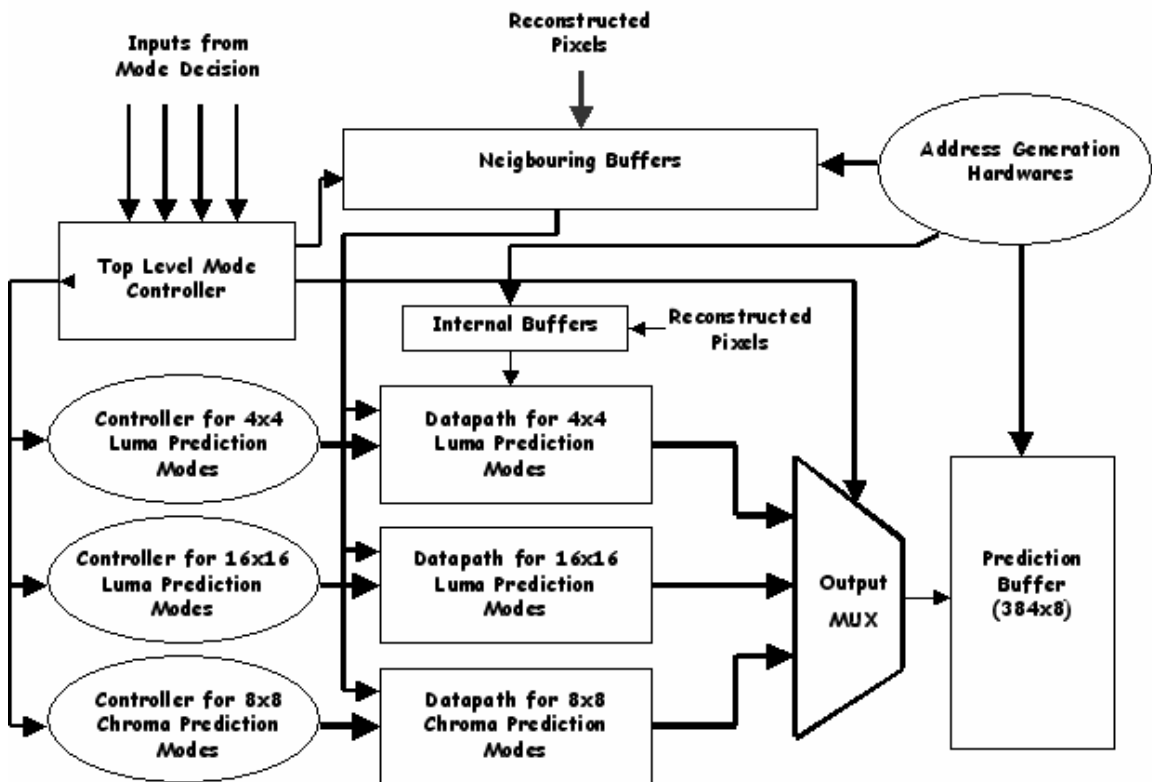 Reconstructed
Pixels
Inputs from
Mode Decision
Neigbouring Buffers
Address Generation
Hardwares
Top Level Mode
Controller
Internal Buffers
Reconstructed
Pixels
Controller for 4x4
Luma Prediction
Modes
Datapath for 4x4
Luma Prediction
Modes
Controller for 16x16
Luma Prediction
Modes
Datapath for 16x16
Luma Prediction
Modes
Output
MUX
Prediction
Buffer
(384x8)
Controller for 8x8
Chroma Prediction
Modes
Datapath for 8x8
Chroma Prediction
Modes